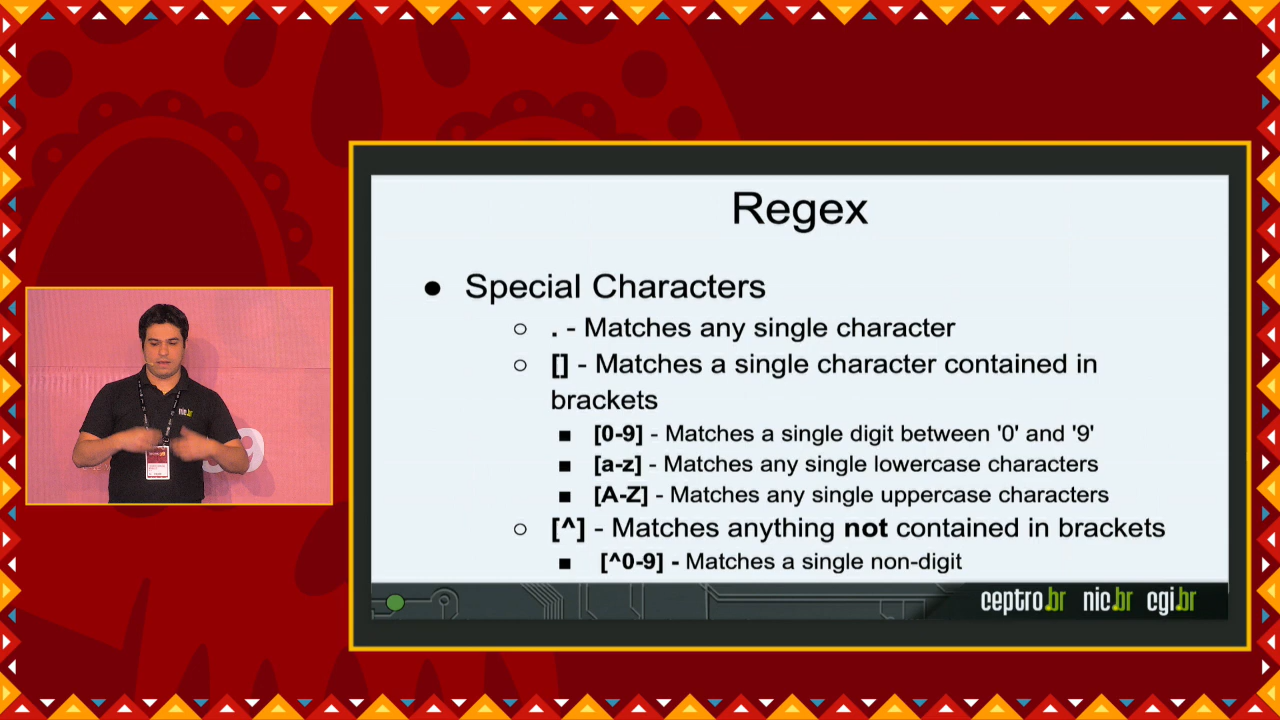 Regex
● Special Characters
○ . - Matches any single character
○ [] - Matches a single character contained in
brackets
■ [0-9] - Matches a single digit between '0' and '9'
■ [a-z] - Matches any single lowercase characters
■ [A-Z] - Matches any single uppercase characters
○ [^] - Matches anything not contained in brackets
■ [^0-9] - Matches a single non-digit
ceptro.br nic.br cgi.br
nic.br